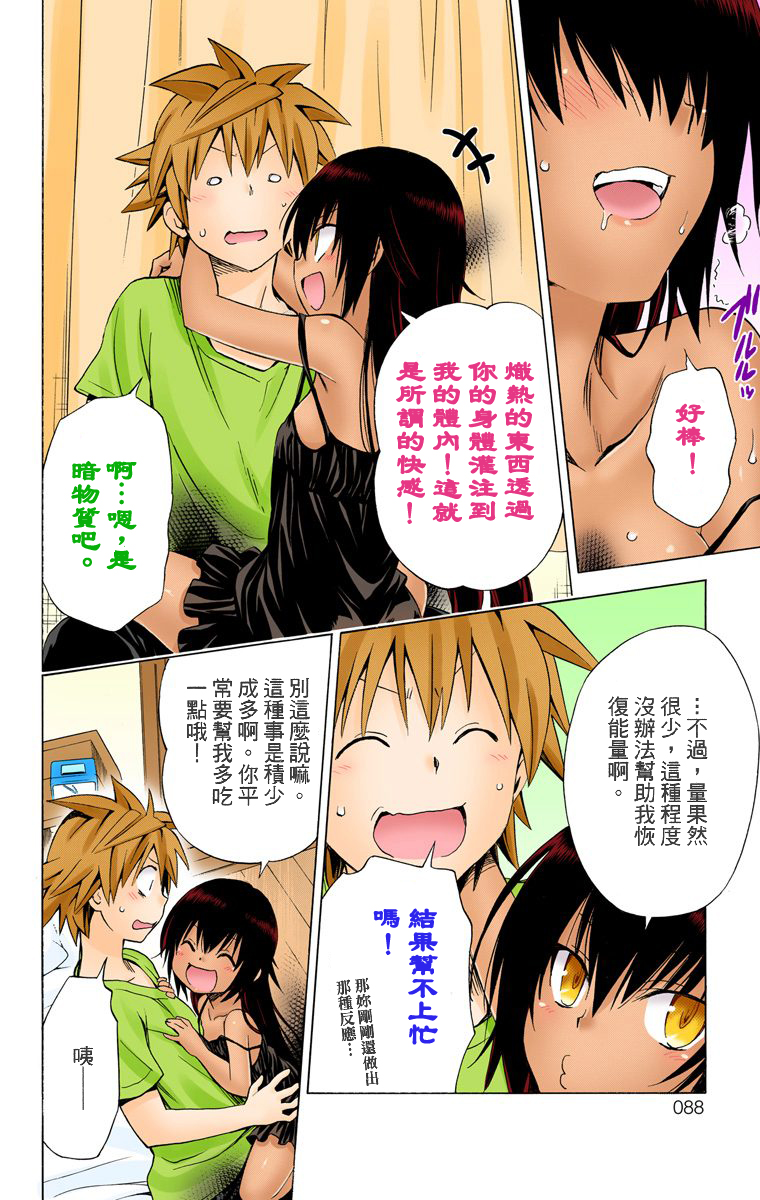 好棒！
熾熱的東西透過
你的身體灌注到
我的體內！這就
是所謂的快感！
啊…嗯，是
暗物質吧。
…不過，量果然
很少，這種程度
沒辦法幫助我恢
復能量啊。
結果幫不上忙
嗎！
那妳剛剛還做出
那種反應…
別這麼說嘛。
這種事是積少
成多啊。你平
常要幫我多吃
一點哦！
咦──
088